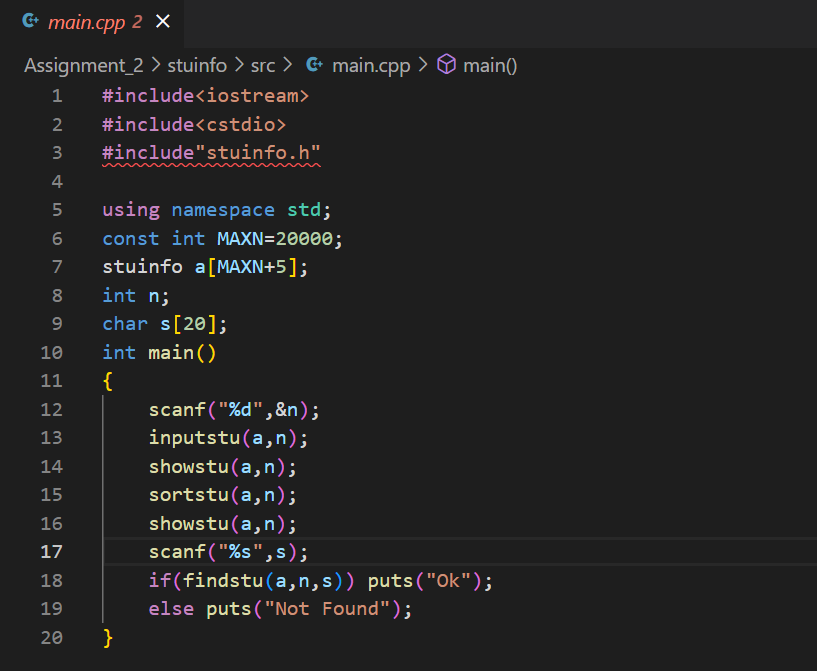 main.cpp 2
Assignment_2 > stuinfo > src > main.cpp > main()
1 #include<iostream>
2 #include<cstdio>
3 #include"stuinfo.h"
4
5 using namespace std;
6 const int MAXN=20000;
7 stuinfo a[MAXN+5];
8 int n;
9 char s[20];
10 int main()
11 {
12     scanf("%d",&n);
13     inputstu(a,n);
14     showstu(a,n);
15     sortstu(a,n);
16     showstu(a,n);
17     scanf("%s",s);
18     if(findstu(a,n,s)) puts("Ok");
19     else puts("Not Found");
20 }